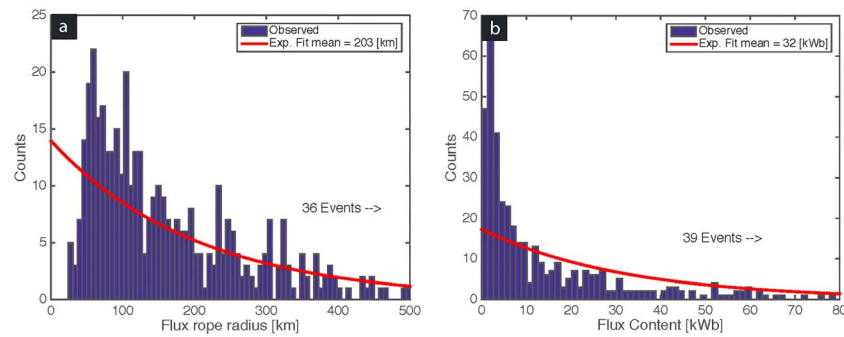 a
Observed
Exp. Fit mean = 203 [km]
25
20
15
10
5
0
Counts
36 Events -->
0 100 200 300 400 500
Flux rope radius [km]
b
Observed
Exp. Fit mean = 32 [kWb]
70
60
50
40
30
20
10
0
Counts
39 Events -->
0 10 20 30 40 50 60 70 80
Flux Content [kWb]